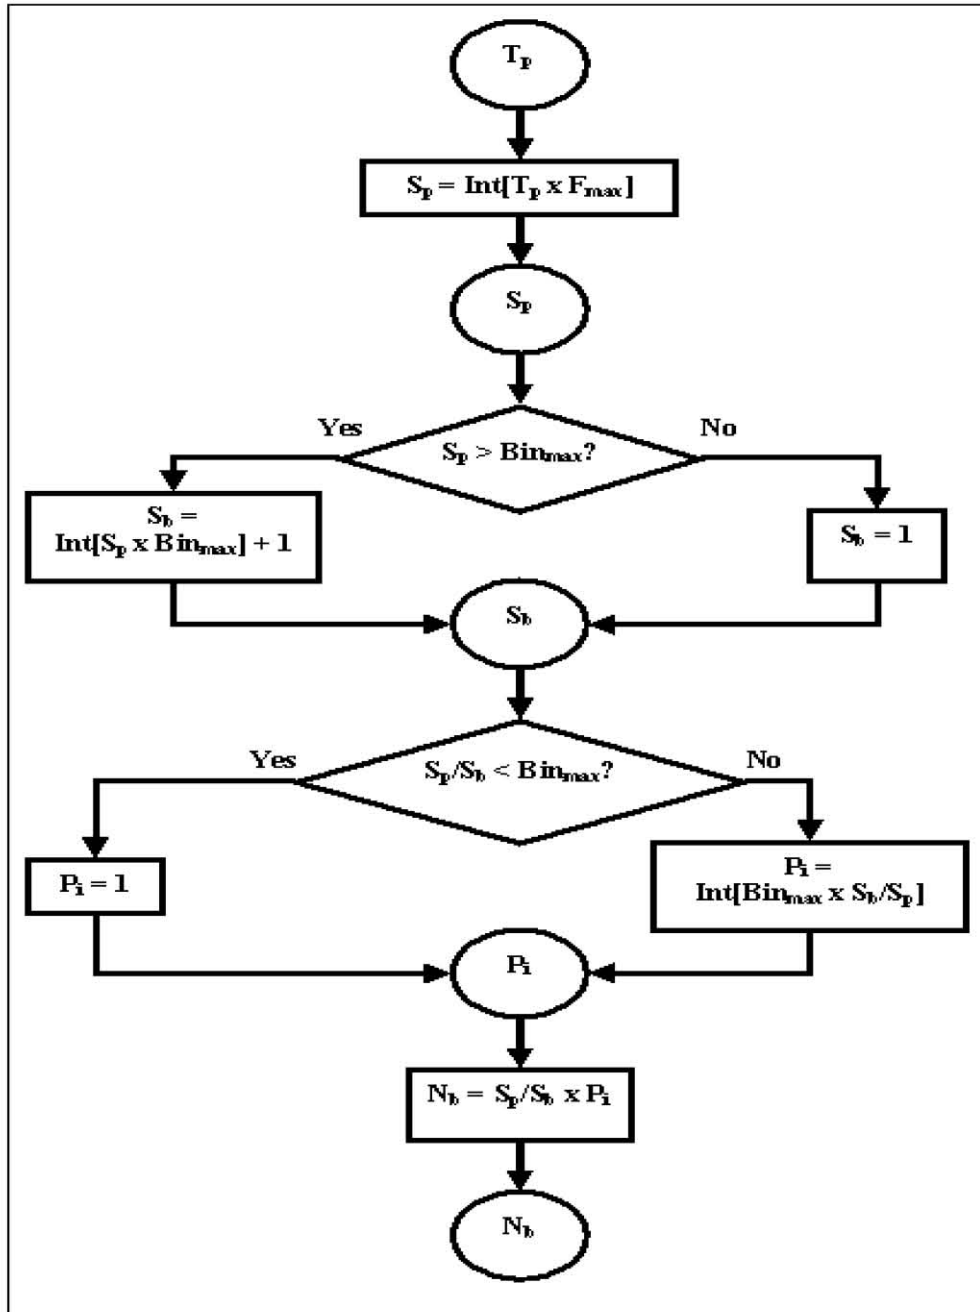 Tp
Sp = Int[Tp x Fmax]
Sp
Yes
No
Sp > Binmax?
Sb =
Int[Sp x Binmax] + 1
Sb = 1
Sb
Yes
No
Sp/Sb < Binmax?
Pi = 1
Pi =
Int[Binmax x Sb/Sp]
Pi
Nb = Sp/Sb x Pi
Nb